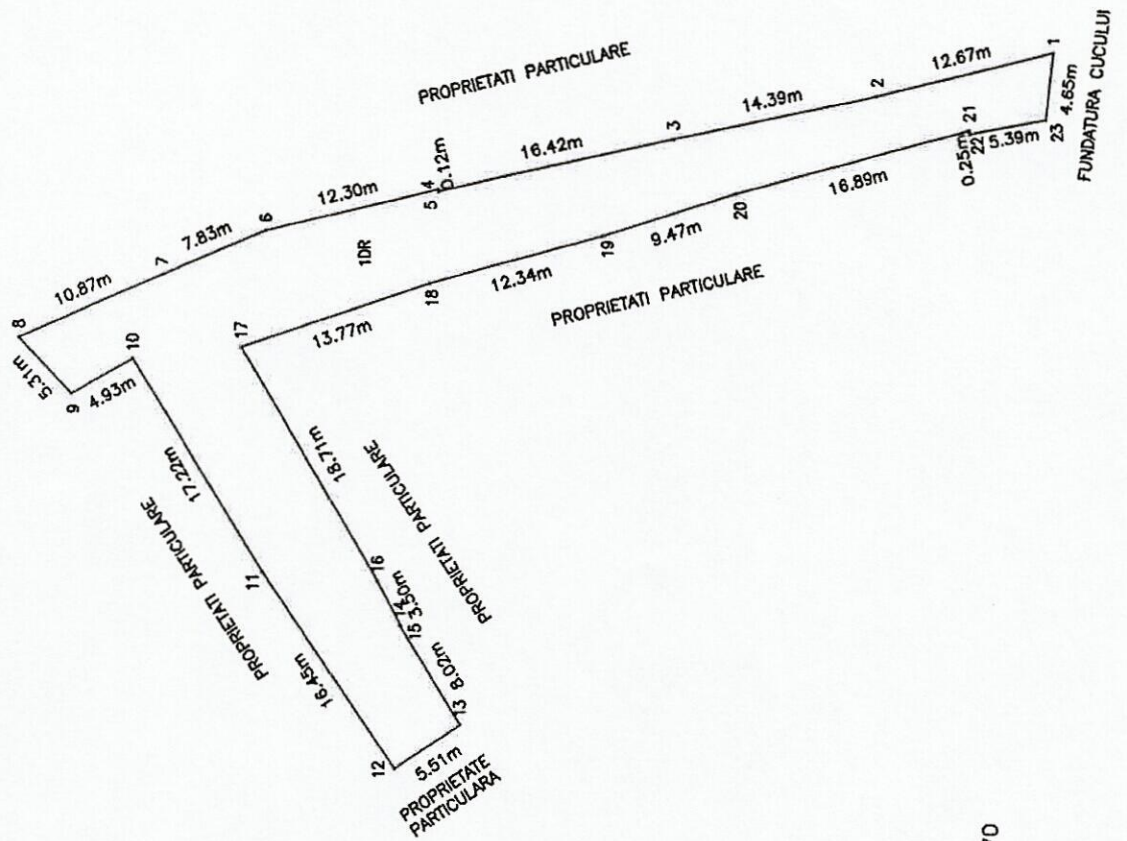 FUNDATURA CUCULUI
1
12.67m
2
14.39m
3
16.42m
4
0.12m
5
12.30m
6
7.83m
7
10.87m
8
5.31m
9
4.93m
10
17.22m
11
16.45m
12
5.51m
13
8.02m
15
3.50m
16
18.71m
17
13.77m
18
12.34m
19
9.47m
20
16.89m
21
0.25m
22
5.39m
23
4.65m
1DR
PROPRIETATI PARTICULARE
PROPRIETATI PARTICULARE
PROPRIETATI PARTICULARE
PROPRIETATI PARTICULARE
PROPRIETATE
PARTICULARA